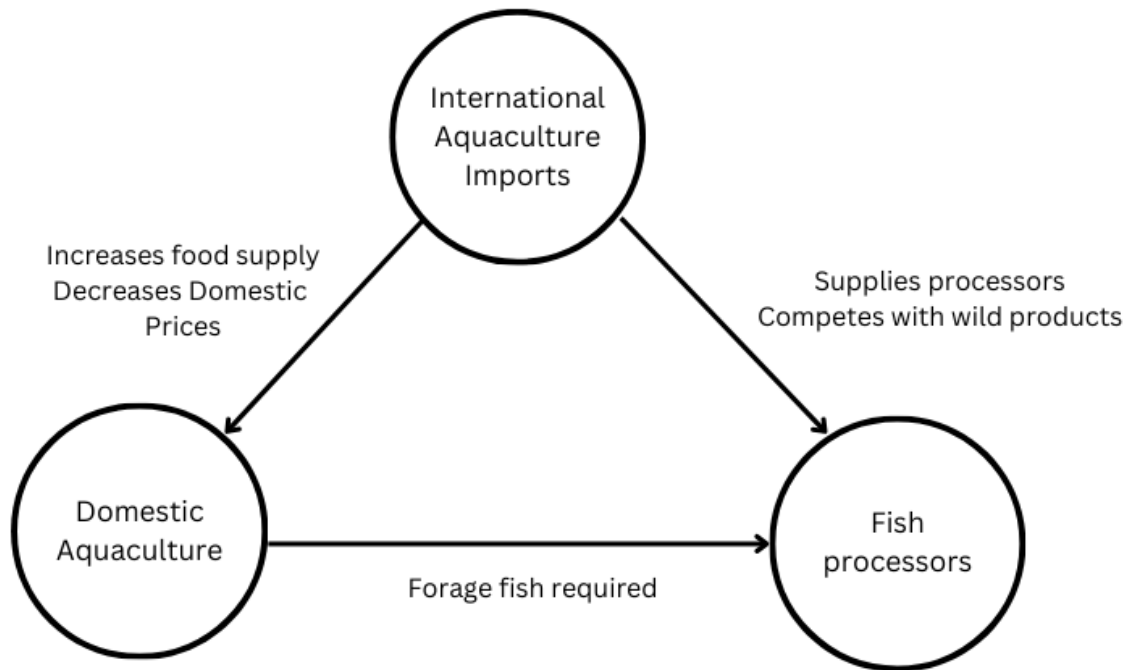 International
Aquaculture
Imports
Increases food supply
Decreases Domestic
Prices
Supplies processors
Competes with wild products
Domestic
Aquaculture
Fish
processors
Forage fish required